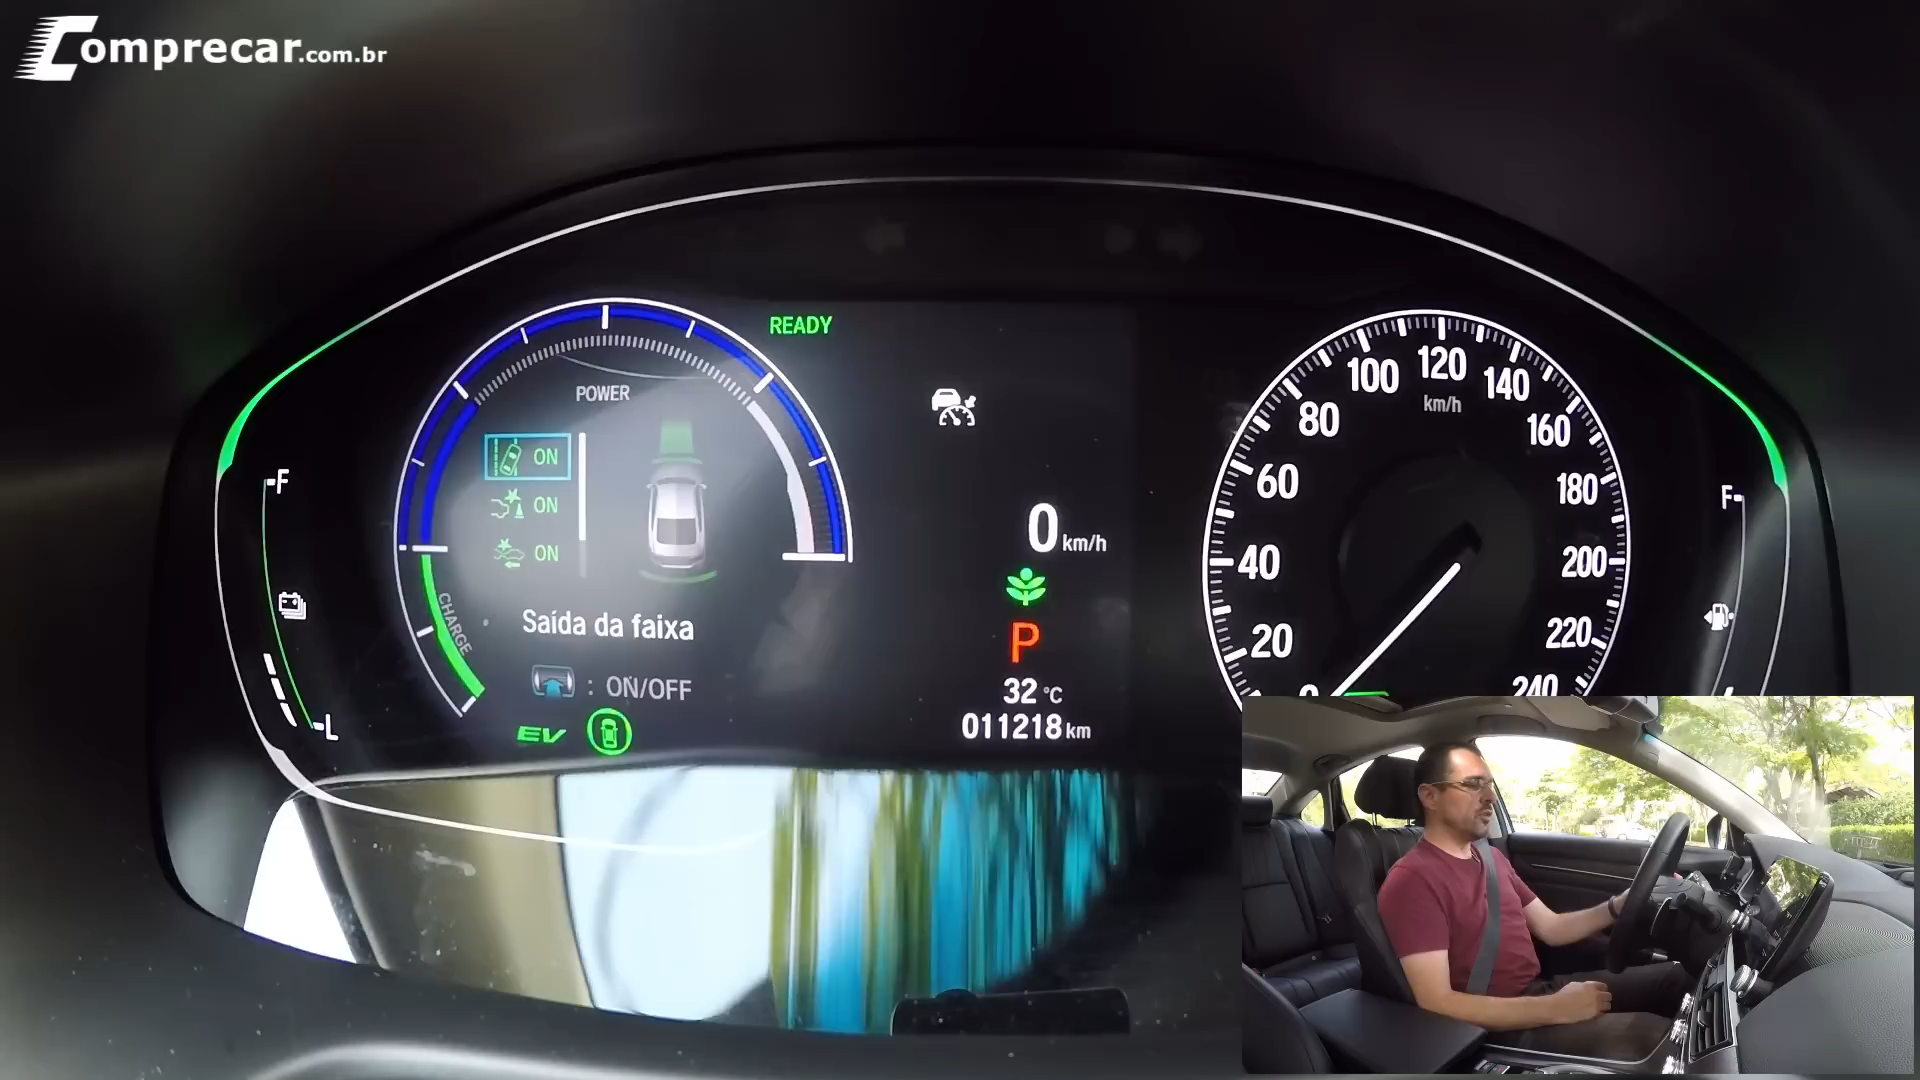 Comprecar.com.br
READY
POWER
ON
ON
ON
CHARGE
Saída da faixa
: ON/OFF
EV
F
L
0 km/h
P
32 °C
011218 km
0
20
40
60
80
100
120
140
160
180
200
220
240
km/h
F